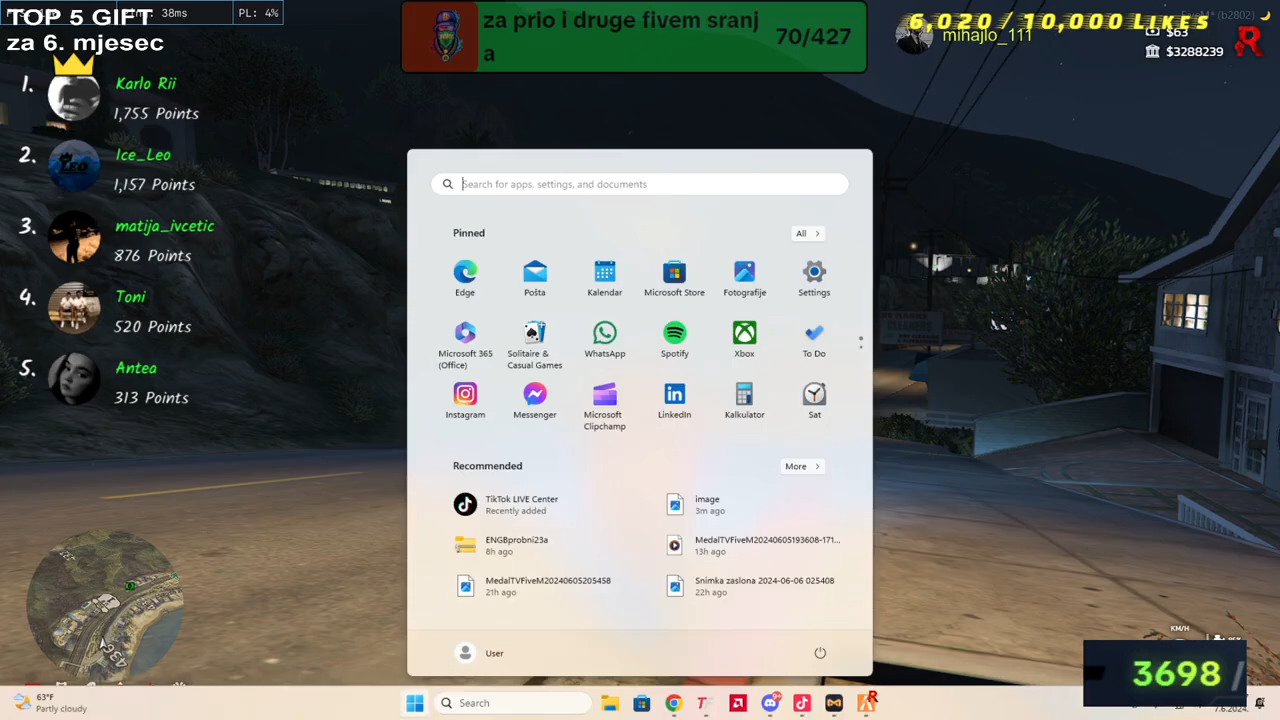 TOP 5 GIFT
za 6. mjesec
38ms
PL: 4%
1. Karlo Rii
1,755 Points
2. Ice_Leo
1,157 Points
3. matija_ivcetic
876 Points
4. Toni
520 Points
5. Antea
313 Points
za prio i druge fivem sranj
a
70/427
6,020 / 10,000 LIKES
mihajlo_111
(b2802)
$63
$3288239
R
Search for apps, settings, and documents
Pinned
All
Edge
Pošta
Kalendar
Microsoft Store
Fotografije
Settings
Microsoft 365
(Office)
Solitaire &
Casual Games
WhatsApp
Spotify
Xbox
To Do
Instagram
Messenger
Microsoft
Clipchamp
LinkedIn
Kalkulator
Sat
Recommended
More
TikTok LIVE Center
Recently added
image
3m ago
ENGBprobni23a
8h ago
MedalTVFiveM20240605193608-171...
13h ago
MedalTVFiveM20240605205458
21h ago
Snimka zaslona 2024-06-06 025408
22h ago
User
KM/H
3698 /
63°F
Partly cloudy
Search
7.6.2024.